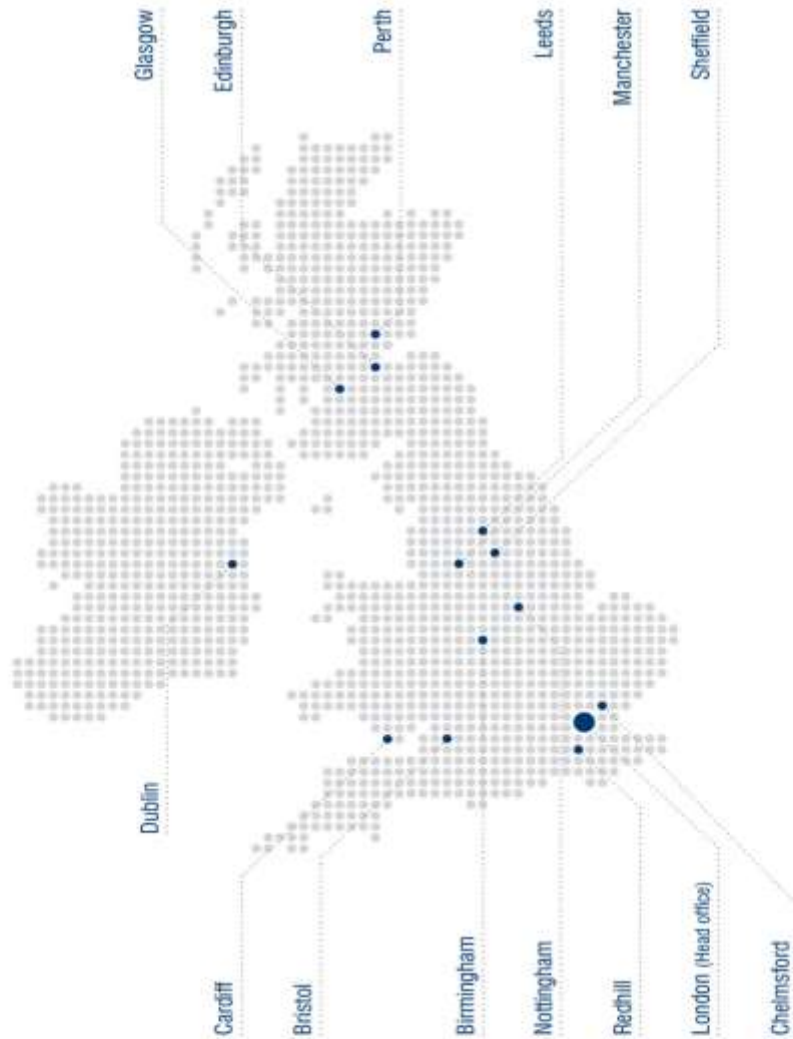 Glasgow
Edinburgh
Perth
Leeds
Manchester
Sheffield
Dublin
Cardiff
Bristol
Birmingham
Nottingham
Redhill
London (Head office)
Chelmsford